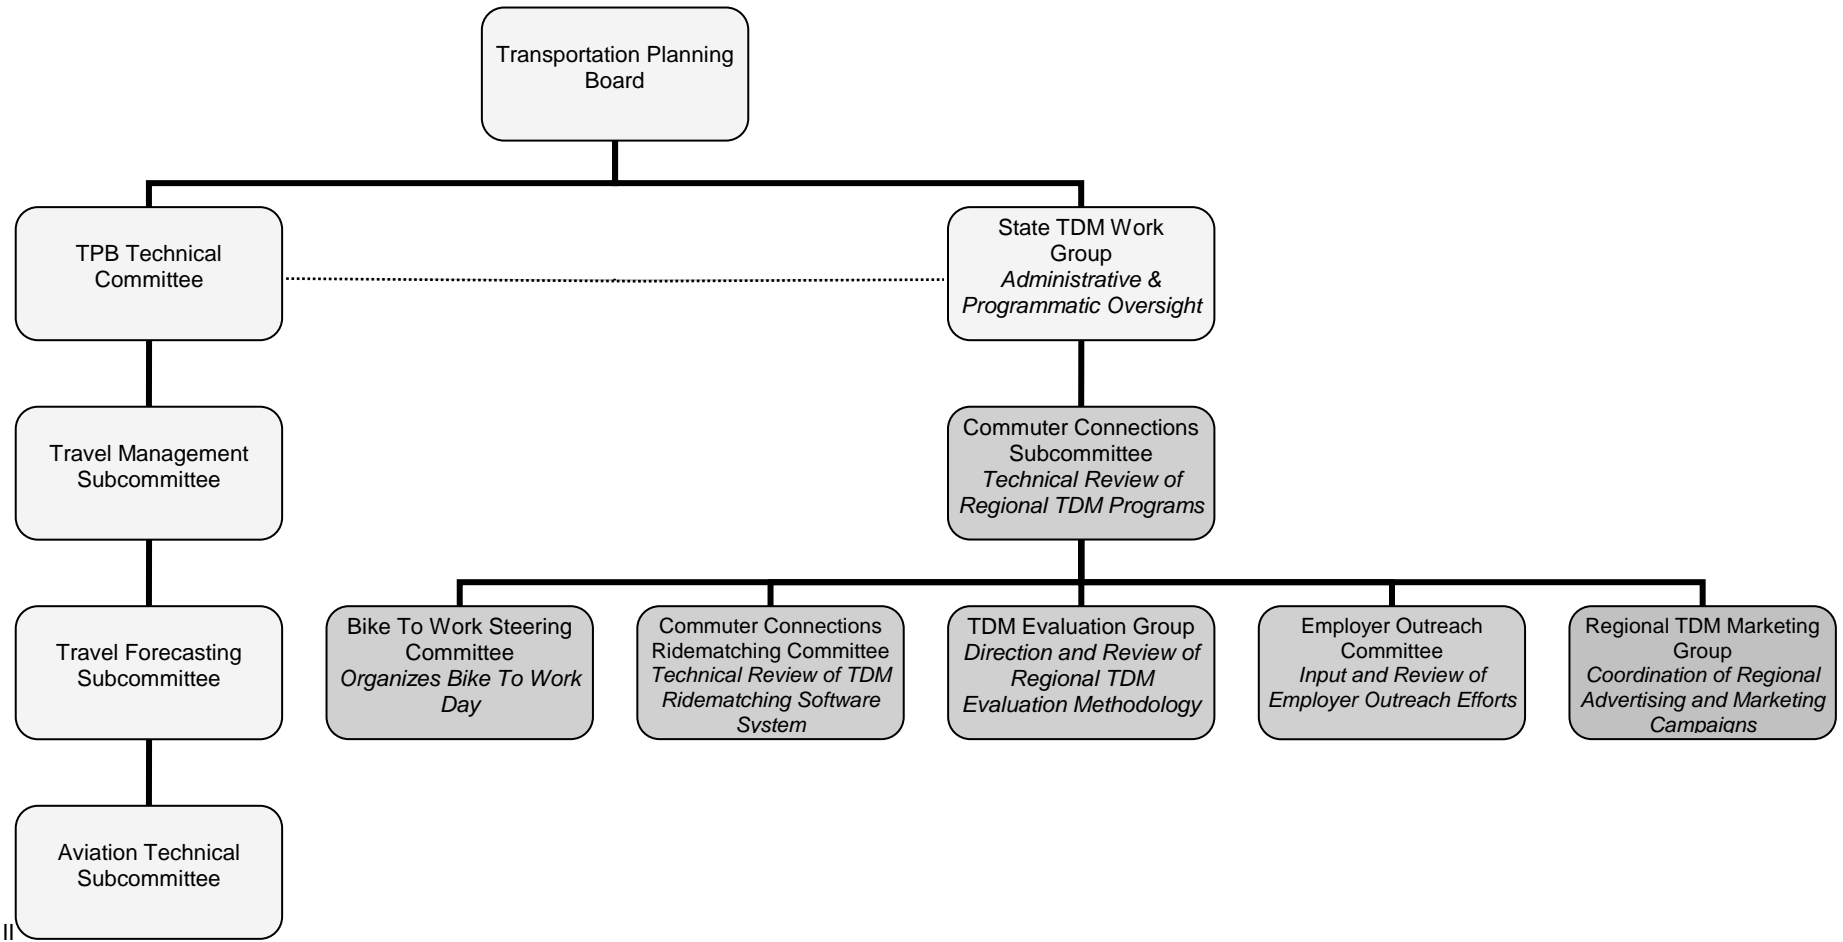 Transportation Planning
Board
TPB Technical
Committee
State TDM Work
Group
Administrative &
Programmatic Oversight
Travel Management
Subcommittee
Commuter Connections
Subcommittee
Technical Review of
Regional TDM Programs
Travel Forecasting
Subcommittee
Bike To Work Steering
Committee
Organizes Bike To Work
Day
Commuter Connections
Ridematching Committee
Technical Review of TDM
Ridematching Software
System
TDM Evaluation Group
Direction and Review of
Regional TDM
Evaluation Methodology
Employer Outreach
Committee
Input and Review of
Employer Outreach Efforts
Regional TDM Marketing
Group
Coordination of Regional
Advertising and Marketing
Campaigns
Aviation Technical
Subcommittee
II